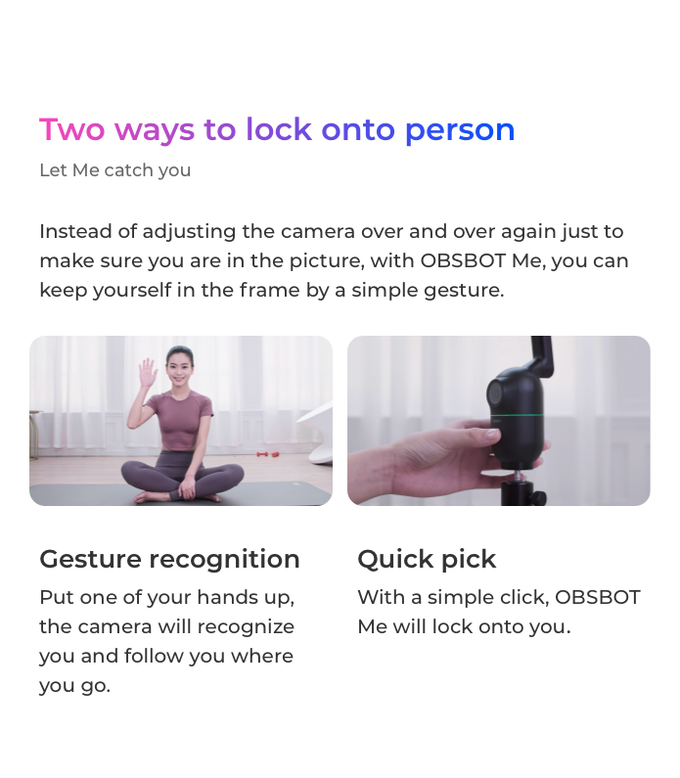 Two ways to lock onto person
Let Me catch you
Instead of adjusting the camera over and over again just to
make sure you are in the picture, with OBSBOT Me, you can
keep yourself in the frame by a simple gesture.
Gesture recognition
Put one of your hands up,
the camera will recognize
you and follow you where
you go.
Quick pick
With a simple click, OBSBOT
Me will lock onto you.